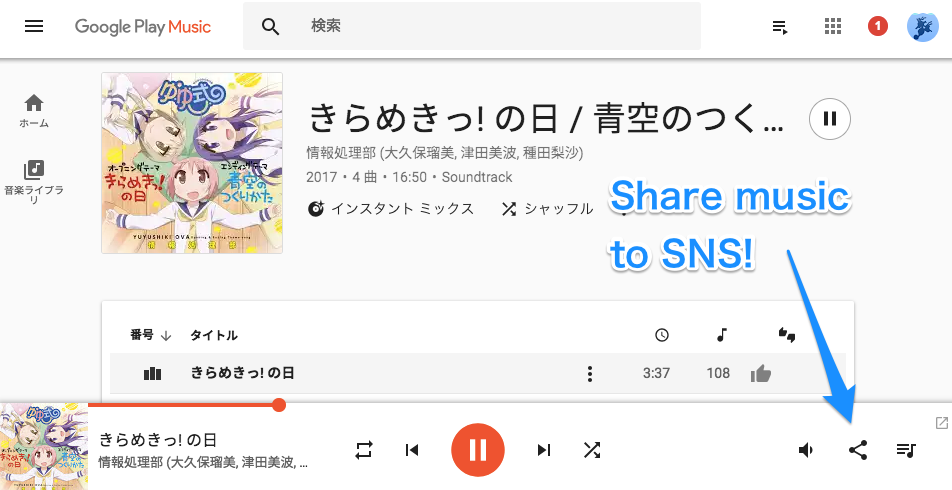 Google Play Music
検索
1
ホーム
音楽ライブラ
リ
ゆゆ式
オープニングテーマ
きらめきっ!
の日
エンディングテーマ
青空の
つくりかた
YUYUSHIKI OVA
情報処理部
きらめきっ! の日 / 青空のつく...
情報処理部 (大久保瑠美, 津田美波, 種田梨沙)
2017 • 4 曲 • 16:50 • Soundtrack
インスタント ミックス
シャッフル
Share music
to SNS!
番号
タイトル
きらめきっ! の日
3:37
108
きらめきっ! の日
情報処理部 (大久保瑠美, 津田美波, ...